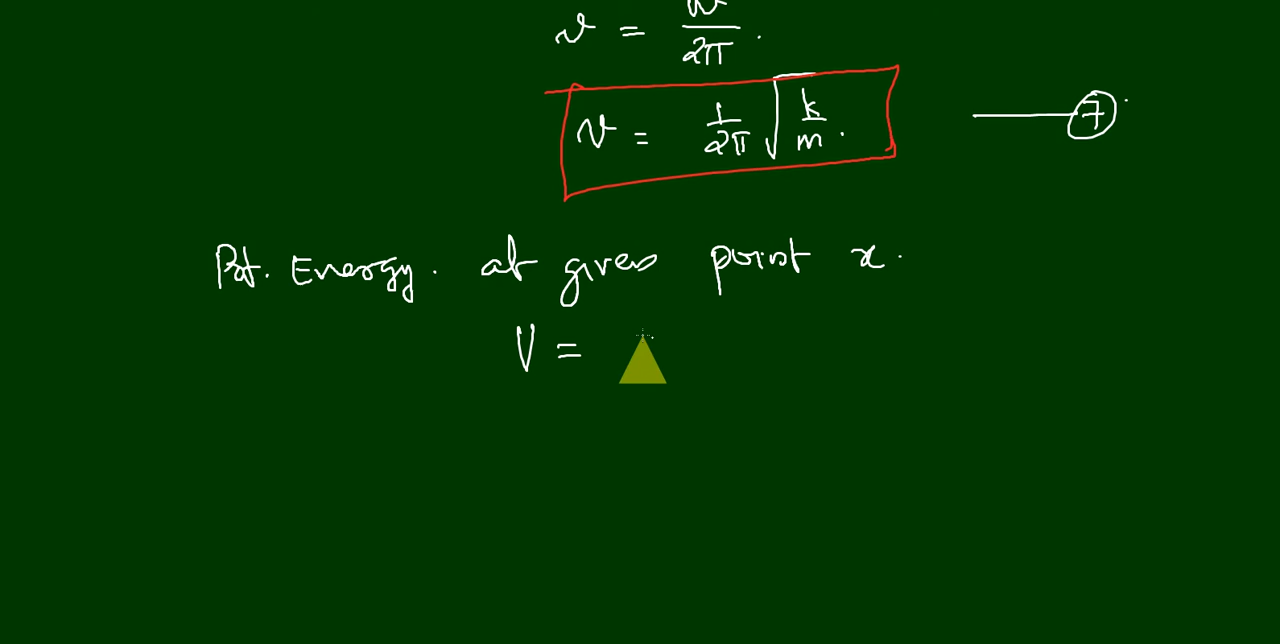 ν = ω/2π .
ν = 1/2π √k/m . — 7
Pot. Energy. at given point x.
V =